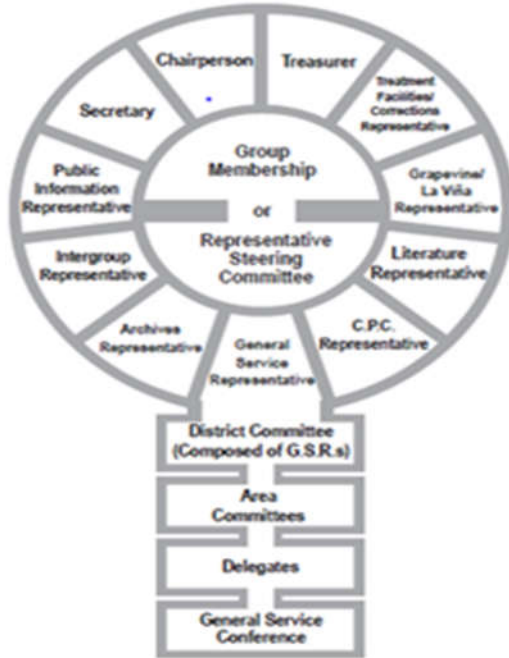 Chairperson
Treasurer
Treatment
Facilities/
Corrections
Representative
Secretary
Group
Membership
or
Representative
Steering
Committee
Public
Information
Representative
Grapevine/
La Viña
Representative
Intergroup
Representative
Literature
Representative
Archives
Representative
General
Service
Representative
C.P.C.
Representative
District Committee
(Composed of G.S.R.s)
Area
Committees
Delegates
General Service
Conference